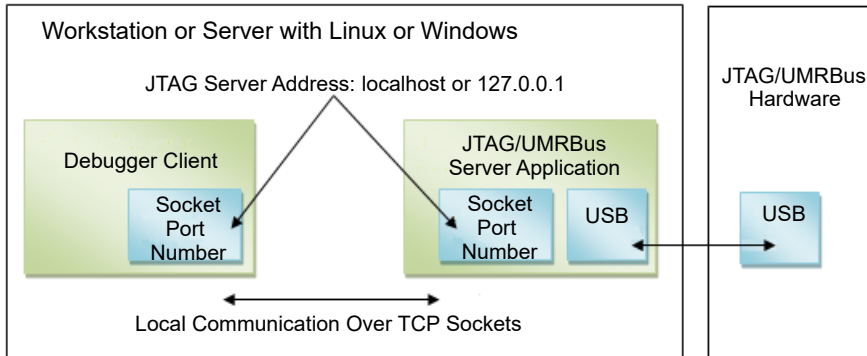 Workstation or Server with Linux or Windows
JTAG Server Address: localhost or 127.0.0.1
JTAG/UMRBus
Hardware
Debugger Client
JTAG/UMRBus
Server Application
Socket
Port
Number
Socket
Port
Number
USB
USB
Local Communication Over TCP Sockets